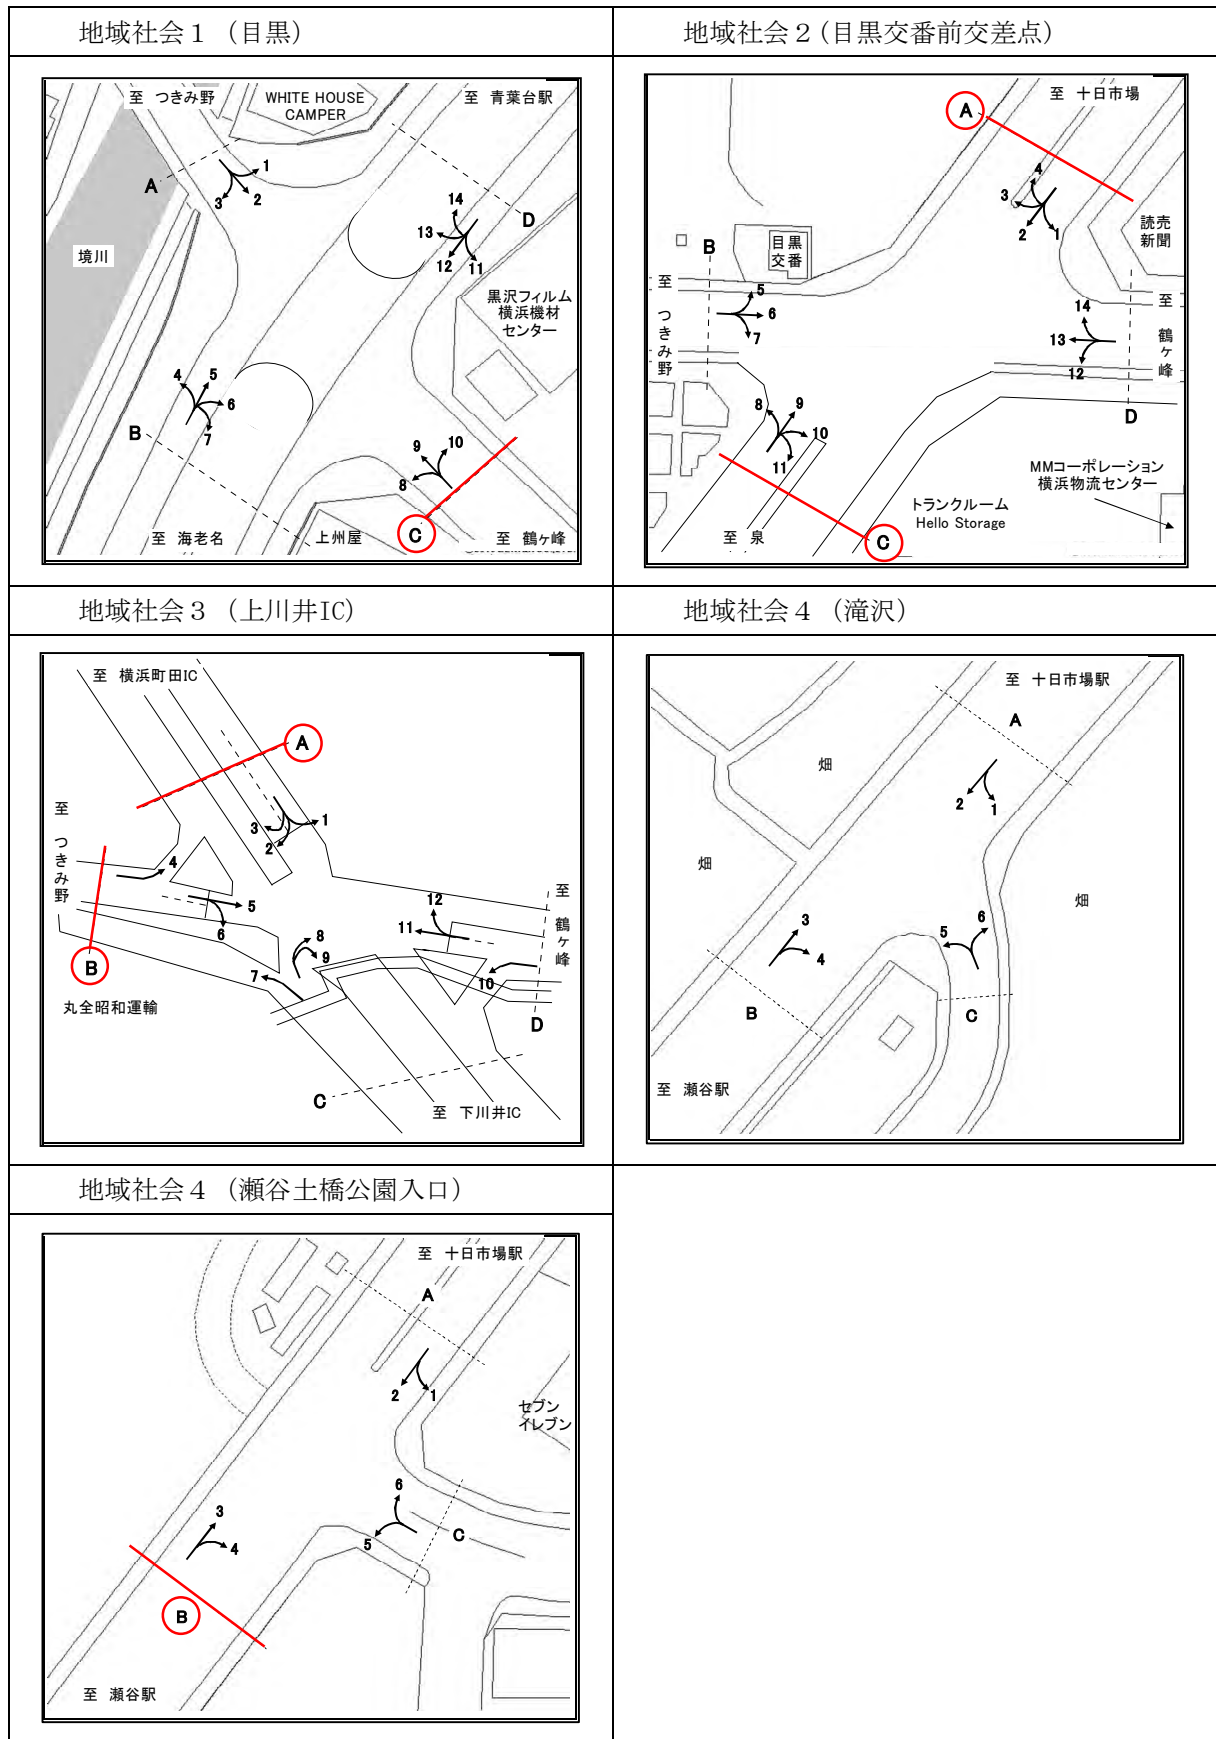 地域社会１（目黒）
至 つきみ野
WHITE HOUSE
CAMPER
至 青葉台駅
A
1
2
3
D
14
13
12
11
境川
黒沢フィルム
横浜機材
センター
4
5
6
7
B
9
10
8
C
至 海老名
上州屋
至 鶴ヶ峰
地域社会２（目黒交番前交差点）
至 十日市場
A
4
3
2
1
読売
新聞
B
目黒
交番
至 つきみ野
5
6
7
14
13
12
至 鶴ヶ峰
D
8
9
10
11
MMコーポレーション
横浜物流センター
トランクルーム
Hello Storage
至 泉
C
地域社会３（上川井IC）
至 横浜町田IC
A
1
3
2
至 つきみ野
4
5
6
12
11
至 鶴ヶ峰
8
9
7
10
B
丸全昭和運輸
D
C
至 下川井IC
地域社会４（滝沢）
至 十日市場駅
A
畑
2
1
畑
畑
3
4
6
5
B
C
至 瀬谷駅
地域社会４（瀬谷土橋公園入口）
至 十日市場駅
A
2
1
セブン
イレブン
6
3
4
5
C
B
至 瀬谷駅